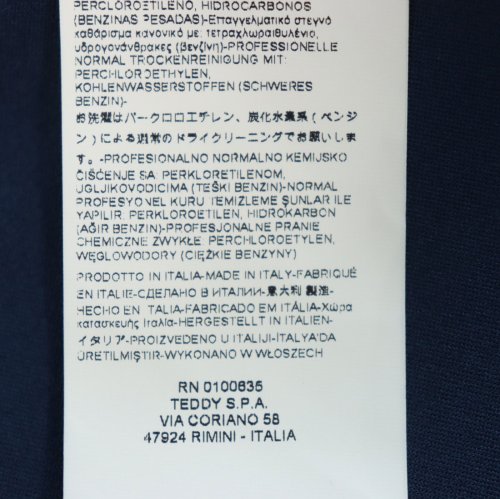 PERCLOROETILENO, HIDROCARBONOS
(BENZINAS PESADAS)-Επαγγελματικό στεγνό
καθάρισμα κανονικό με: τετραχλωραιθυλένιο,
υδρογονάνθρακες (βενζίνη)-PROFESSIONELLE
NORMAL TROCKENREINIGUNG MIT:
PERCHLOROETHYLEN,
KOHLENWASSERSTOFFEN (SCHWERES
BENZIN)-
お洗濯はパークロロエチレン、炭化水素系(ベンジ
ン)による通常のドライクリーニングでお願いしま
す。-PROFESIONALNO NORMALNO KEMIJSKO
ČIŠĆENJE SA: PERKLORETILENOM,
UGLJIKOVODICIMA (TEŠKI BENZIN)-NORMAL
PROFESYONEL KURU TEMIZLEME ŞUNLAR ILE
YAPILIR: PERKLOROETILEN, HIDROKARBON
(AĞIR BENZIN)-PROFESJONALNE PRANIE
CHEMICZNE ZWYKŁE: PERCHLOROETYLEN,
WĘGLOWODORY (CIĘŻKIE BENZYNY)
PRODOTTO IN ITALIA-MADE IN ITALY-FABRIQUÉ
EN ITALIE-СДЕЛАНО В ИТАЛИИ-意大利 製造-
HECHO EN ITALIA-FABRICADO EM ITÁLIA-Χώρα
κατασκευής Ιταλία-HERGESTELLT IN ITALIEN-
イタリア-PROIZVEDENO U ITALIJI-ITALYA'DA
ÜRETILMIŞTIR-WYKONANO W WŁOSZECH
RN 0100635
TEDDY S.P.A.
VIA CORIANO 58
47924 RIMINI - ITALIA